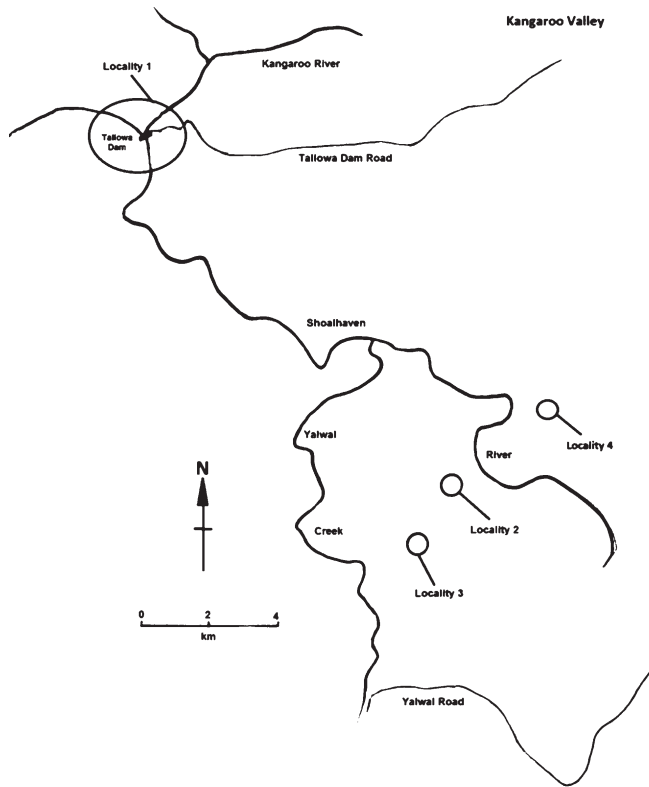 Kangaroo Valley
Locality 1
Kangaroo River
Tallowa
Dam
Tallowa Dam Road
Shoalhaven
Yalwal
River
Locality 4
N
Locality 2
Creek
Locality 3
0 2 4
km
Yalwal Road